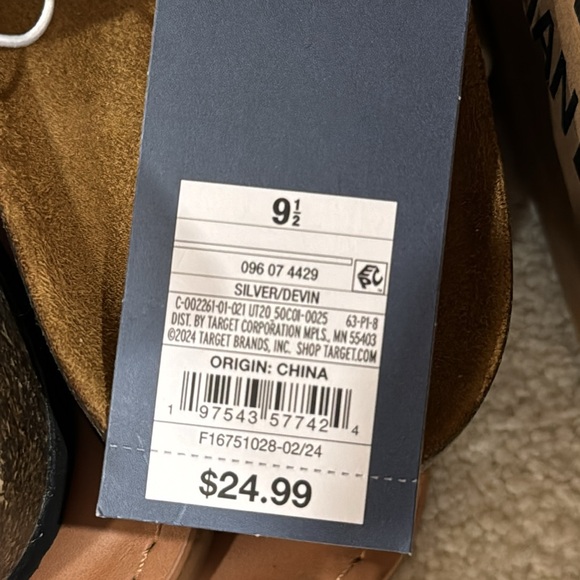 9½
096 07 4429
EPC
SILVER/DEVIN
C-002261-01-021 UT20_50C01-0025 63-P1-8
DIST. BY TARGET CORPORATION MPLS., MN 55403
©2024 TARGET BRANDS, INC. SHOP TARGET.COM
ORIGIN: CHINA
1 97543 57742 4
F16751028-02/24
$24.99